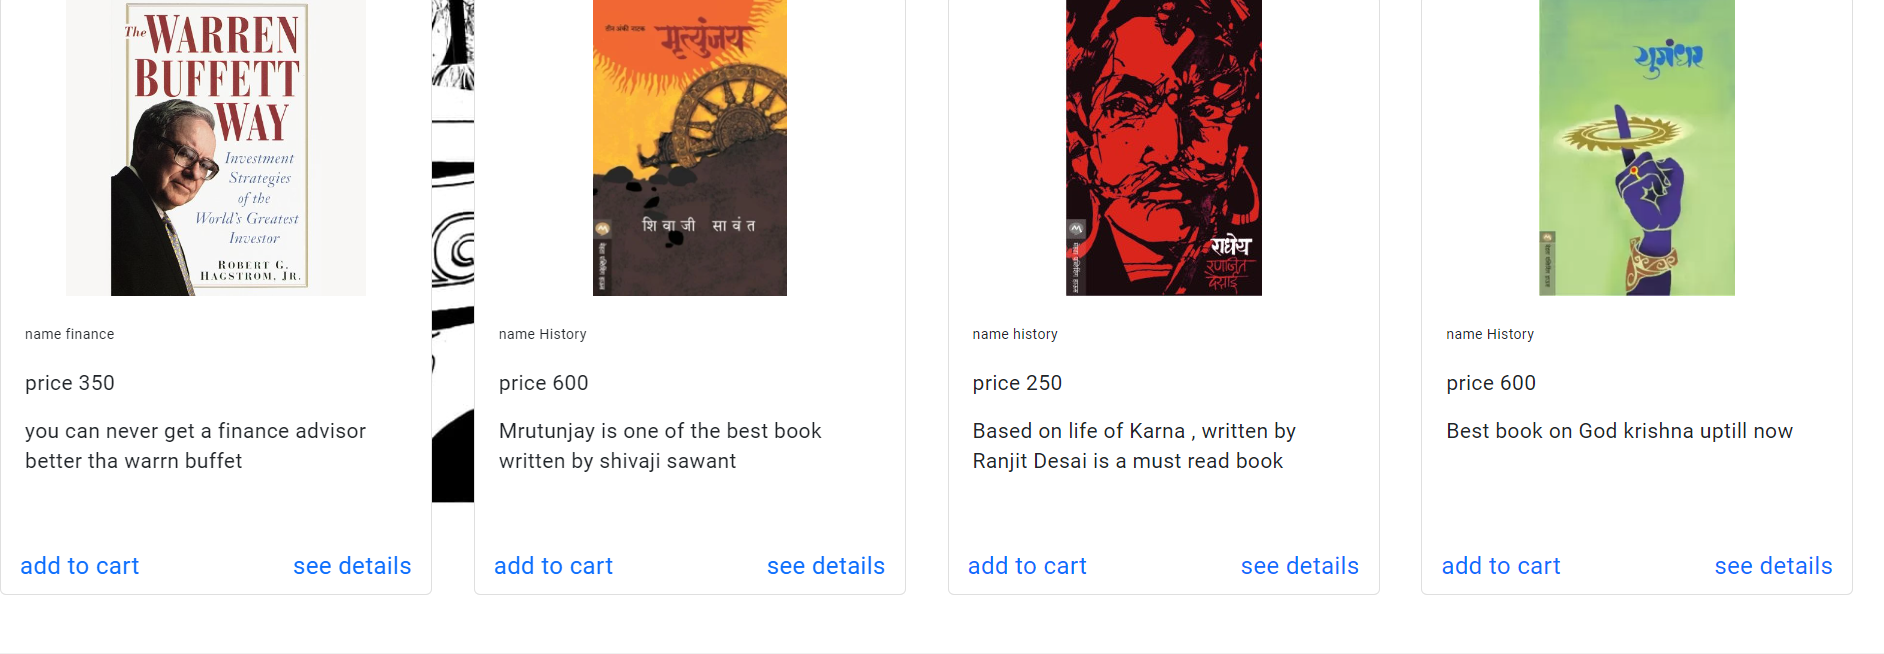 The WARREN
BUFFETT
WAY
Investment
Strategies
of the
World's Greatest
Investor
ROBERT G.
HAGSTROM, JR.
name finance
price 350
you can never get a finance advisor
better tha warrn buffet
add to cart
see details
तीन अंकी नाटक
मृत्युंजय
शिवाजी सावंत
name History
price 600
Mrutunjay is one of the best book
written by shivaji sawant
add to cart
see details
राधेय
रणजित
देसाई
name history
price 250
Based on life of Karna , written by
Ranjit Desai is a must read book
add to cart
see details
युगंधर
name History
price 600
Best book on God krishna uptill now
add to cart
see details